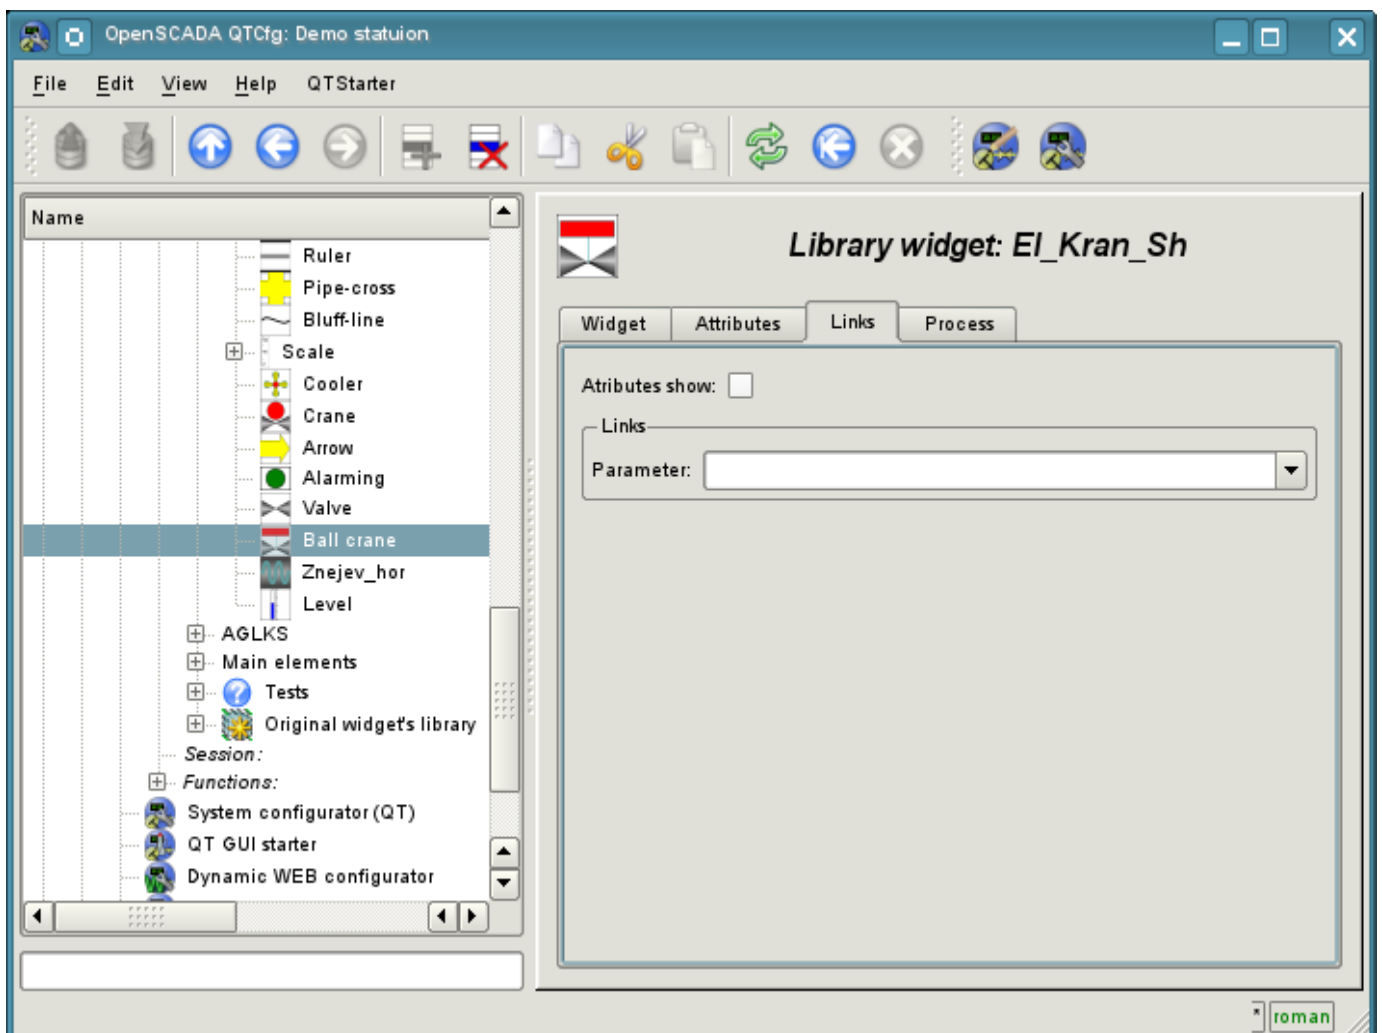 OpenSCADA QTCfg: Demo statuion
File Edit View Help QTStarter
Name
Ruler
Pipe-cross
Bluff-line
Scale
Cooler
Crane
Arrow
Alarming
Valve
Ball crane
Znejev_hor
Level
AGLKS
Main elements
Tests
Original widget's library
Session:
Functions:
System configurator (QT)
QT GUI starter
Dynamic WEB configurator
Library widget: El_Kran_Sh
Widget Attributes Links Process
Atributes show:
Links
Parameter:
* roman